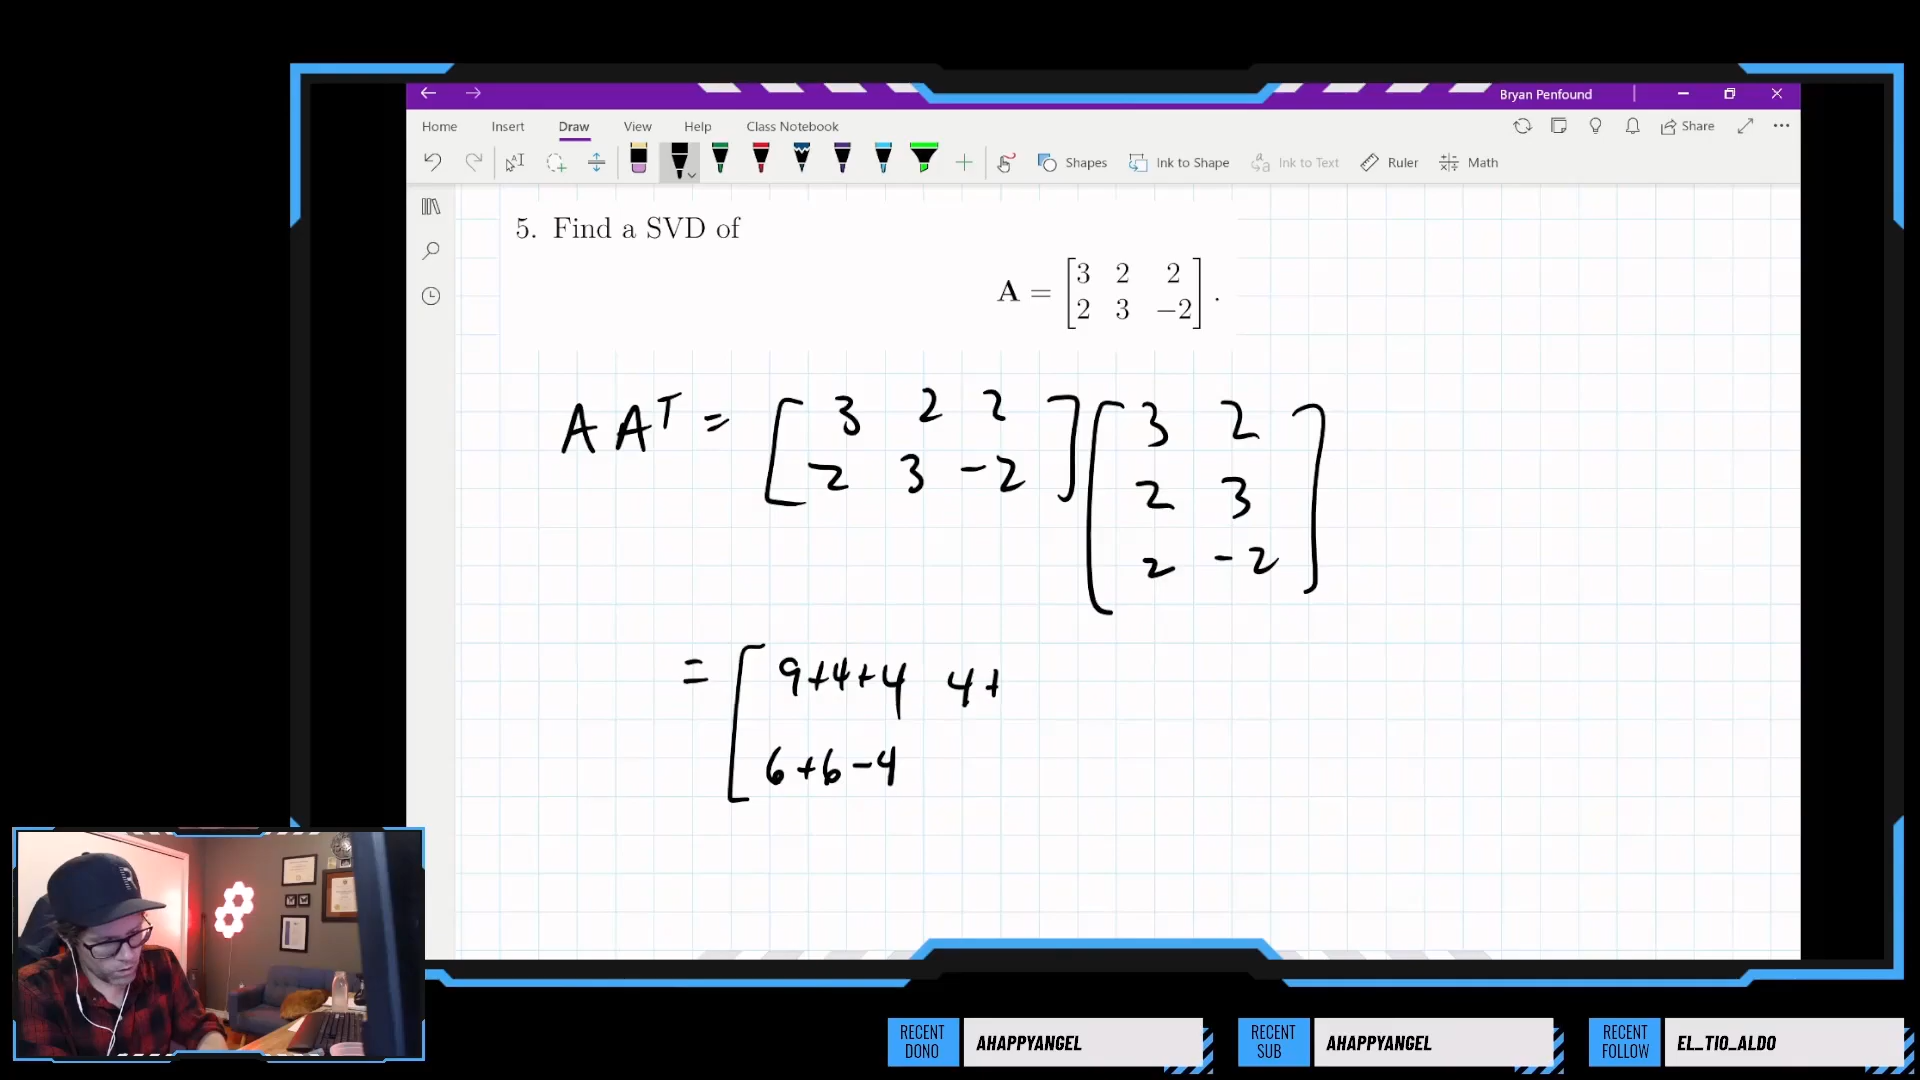 Bryan Penfound
Home Insert Draw View Help Class Notebook Share
Shapes Ink to Shape Ink to Text Ruler Math
5. Find a SVD of
A = [3 2 2
2 3 −2].
A Aᵀ = [3 2 2
2 3 -2] [3 2
2 3
2 -2]
= [9+4+4 4+
6+6-4
RECENT DONO AHAPPYANGEL
RECENT SUB AHAPPYANGEL
RECENT FOLLOW EL_TIO_ALDO